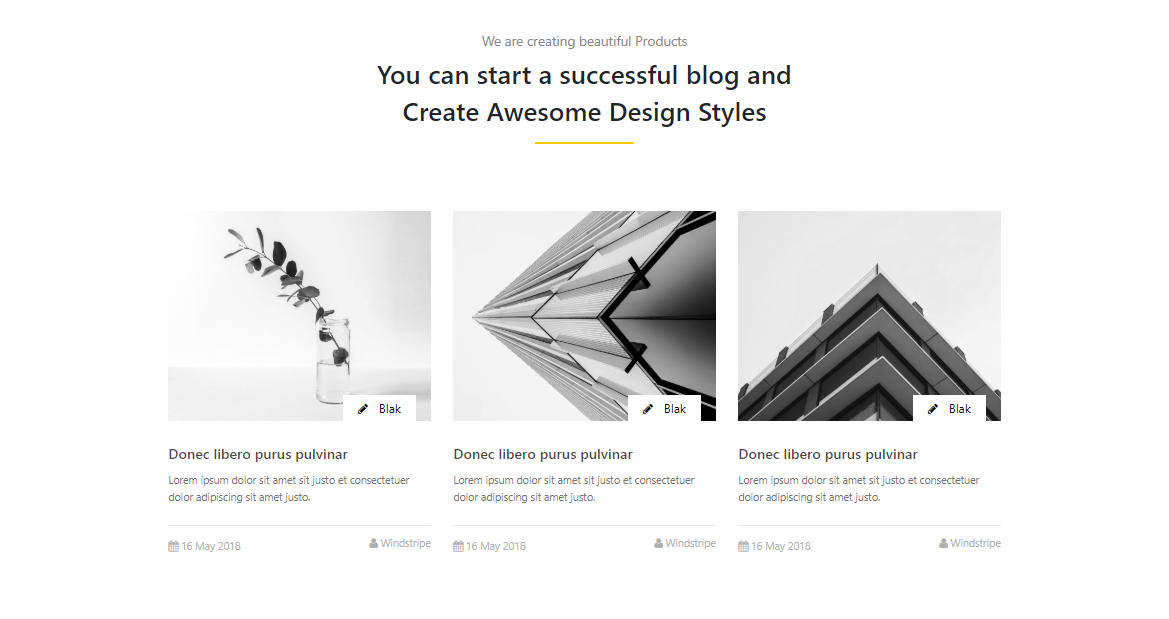 We are creating beautiful Products
You can start a successful blog and
Create Awesome Design Styles
Blak
Donec libero purus pulvinar
Lorem ipsum dolor sit amet sit justo et consectetuer
dolor adipiscing sit amet justo.
16 May 2018
Windstripe
Blak
Donec libero purus pulvinar
Lorem ipsum dolor sit amet sit justo et consectetuer
dolor adipiscing sit amet justo.
16 May 2018
Windstripe
Blak
Donec libero purus pulvinar
Lorem ipsum dolor sit amet sit justo et consectetuer
dolor adipiscing sit amet justo.
16 May 2018
Windstripe